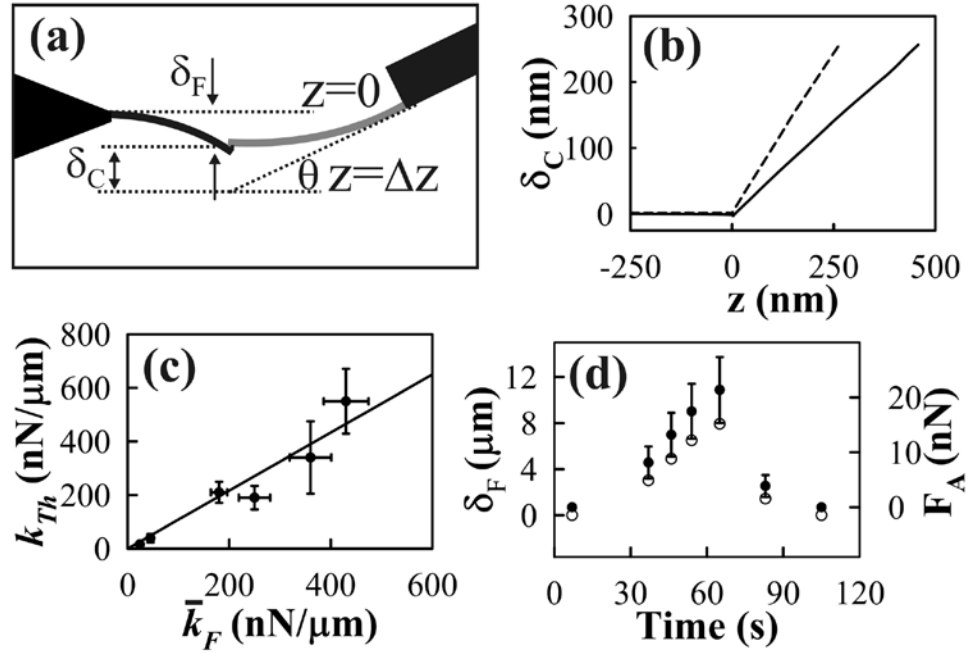 (a)
δF
z=0
δC
θ z=Δz
(b)
300
200
100
0
δC (nm)
-250 0 250 500
z (nm)
(c)
800
600
400
200
0
kTh (nN/μm)
0 200 400 600
k̄F (nN/μm)
(d)
12
8
4
0
δF (μm)
20
10
0
FA (nN)
0 30 60 90 120
Time (s)